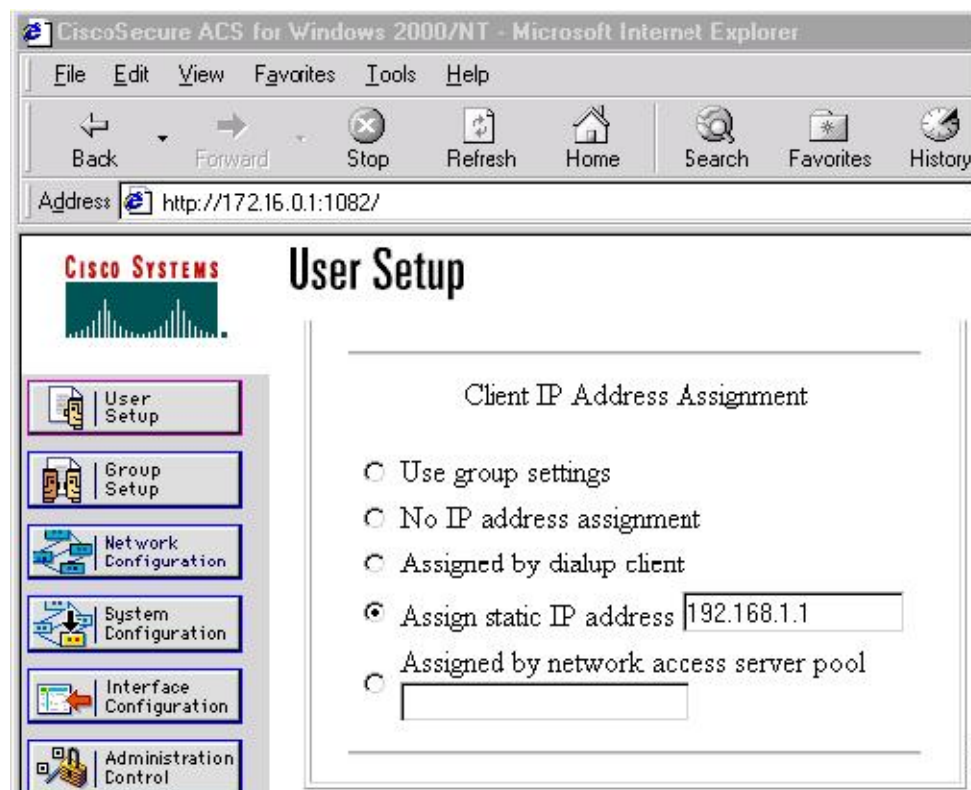 CiscoSecure ACS for Windows 2000/NT - Microsoft Internet Explorer
File Edit View Favorites Tools Help
Back Forward Stop Refresh Home Search Favorites History
Address http://172.16.0.1:1082/
CISCO SYSTEMS
User Setup
User
Setup
Group
Setup
Network
Configuration
System
Configuration
Interface
Configuration
Administration
Control
Client IP Address Assignment
Use group settings
No IP address assignment
Assigned by dialup client
Assign static IP address 192.168.1.1
Assigned by network access server pool